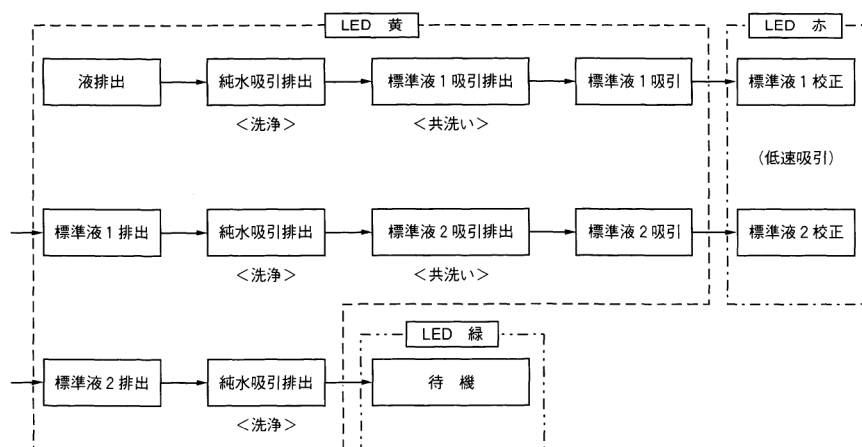 LED 黄
LED 赤
液排出
純水吸引排出
標準液1吸引排出
標準液1吸引
標準液1校正
<洗浄>
<共洗い>
(低速吸引)
標準液1排出
純水吸引排出
標準液2吸引排出
標準液2吸引
標準液2校正
<洗浄>
<共洗い>
LED 緑
標準液2排出
純水吸引排出
待機
<洗浄>